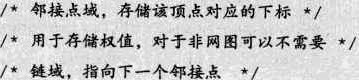 /* 邻接点域，存储该顶点对应的下标 */
/* 用于存储权值，对于非网图可以不需要 */
/* 链域，指向下一个邻接点 */